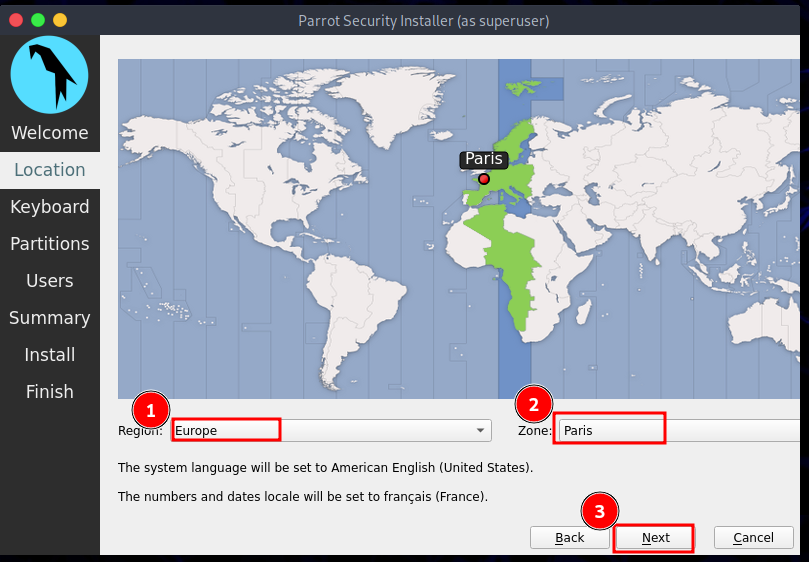 Parrot Security Installer (as superuser)
Welcome
Location
Keyboard
Partitions
Users
Summary
Install
Finish
Paris
1
2
Region: Europe Zone: Paris
The system language will be set to American English (United States).
The numbers and dates locale will be set to français (France).
3
Back Next Cancel